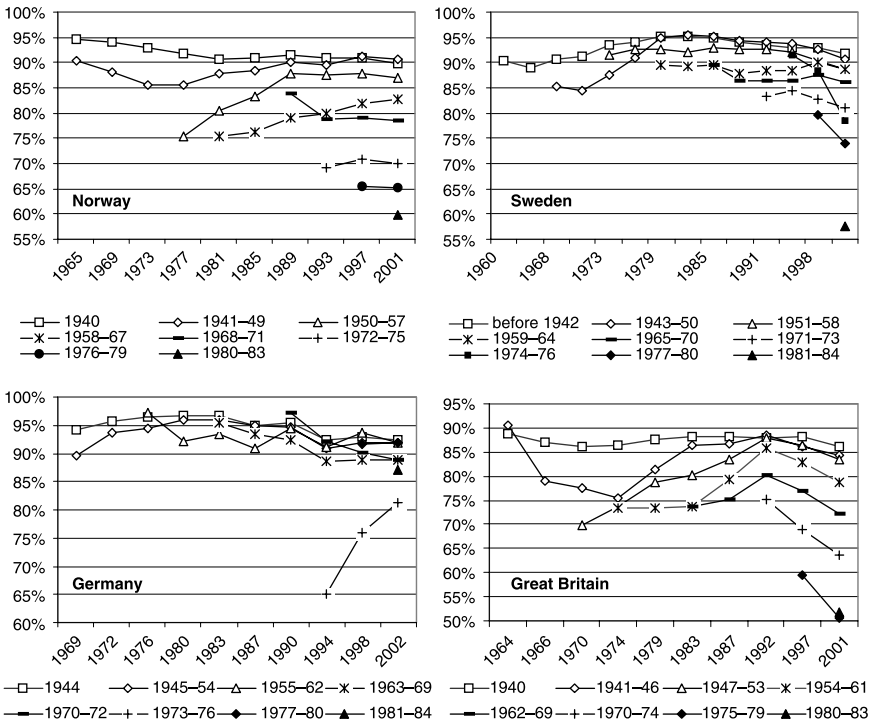 100%
95%
90%
85%
80%
75%
70%
65%
60%
55%
Norway
1965 1969 1973 1977 1981 1985 1989 1993 1997 2001
1940 1941–49 1950–57
1958–67 1968–71 1972–75
1976–79 1980–83
100%
95%
90%
85%
80%
75%
70%
65%
60%
55%
Sweden
1960 1968 1973 1979 1985 1991 1998
before 1942 1943–50 1951–58
1959–64 1965–70 1971–73
1974–76 1977–80 1981–84
100%
95%
90%
85%
80%
75%
70%
65%
60%
Germany
1969 1972 1976 1980 1983 1987 1990 1994 1998 2002
1944 1945–54 1955–62 1963–69
1970–72 1973–76 1977–80 1981–84
95%
90%
85%
80%
75%
70%
65%
60%
55%
50%
Great Britain
1964 1966 1970 1974 1979 1983 1987 1992 1997 2001
1940 1941–46 1947–53 1954–61
1962–69 1970–74 1975–79 1980–83